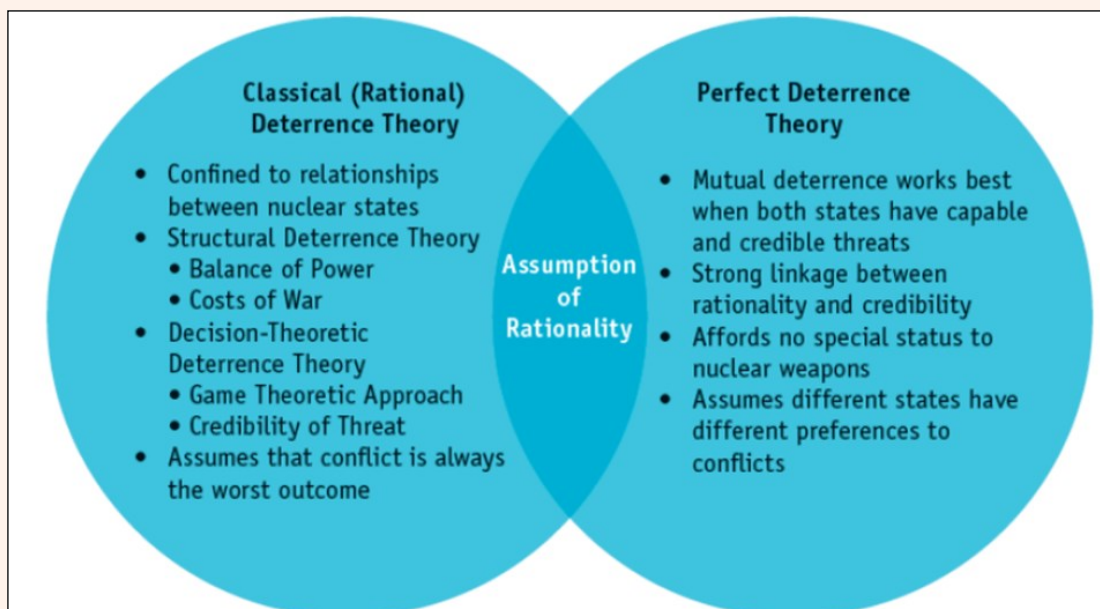 Classical (Rational)
Deterrence Theory
• Confined to relationships
between nuclear states
• Structural Deterrence Theory
• Balance of Power
• Costs of War
• Decision-Theoretic
Deterrence Theory
• Game Theoretic Approach
• Credibility of Threat
• Assumes that conflict is always
the worst outcome
Assumption
of
Rationality
Perfect Deterrence
Theory
• Mutual deterrence works best
when both states have capable
and credible threats
• Strong linkage between
rationality and credibility
• Affords no special status to
nuclear weapons
• Assumes different states have
different preferences to
conflicts